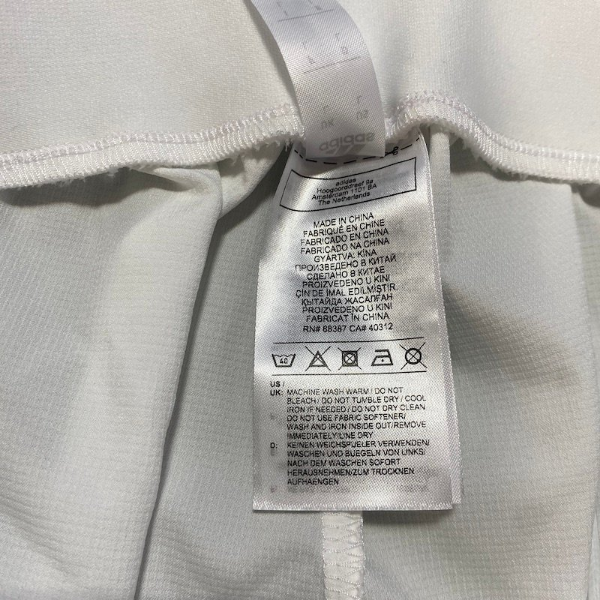 adidas
Hoogoorddreef 9a
Amsterdam 1101 BA
The Netherlands
MADE IN CHINA
FABRIQUÉ EN CHINE
FABRICADO EN CHINA
FABRICADO NA CHINA
GYÁRTVA: KÍNA
ПРОИЗВЕДЕНО В КИТАЙ
СДЕЛАНО В КИТАЕ
PROIZVEDENO U KINI
ÇİN DE İMAL EDİLMİŞTİR
ҚЫТАЙДА ЖАСАЛҒАН
PROIZVEDENO U KINI
FABRICAT ÎN CHINA
RN# 88387 CA# 40312
40
US /
UK: MACHINE WASH WARM / DO NOT
BLEACH / DO NOT TUMBLE DRY / COOL
IRON IF NEEDED / DO NOT DRY CLEAN
DO NOT USE FABRIC SOFTENER/
WASH AND IRON INSIDE OUT/REMOVE
IMMEDIATELY/LINE DRY
D: KEINEN WEICHSPUELER VERWENDEN/
WASCHEN UND BUEGELN VON LINKS/
NACH DEM WASCHEN SOFORT
HERAUSNEHMEN/ZUM TROCKNEN
AUFHAENGEN